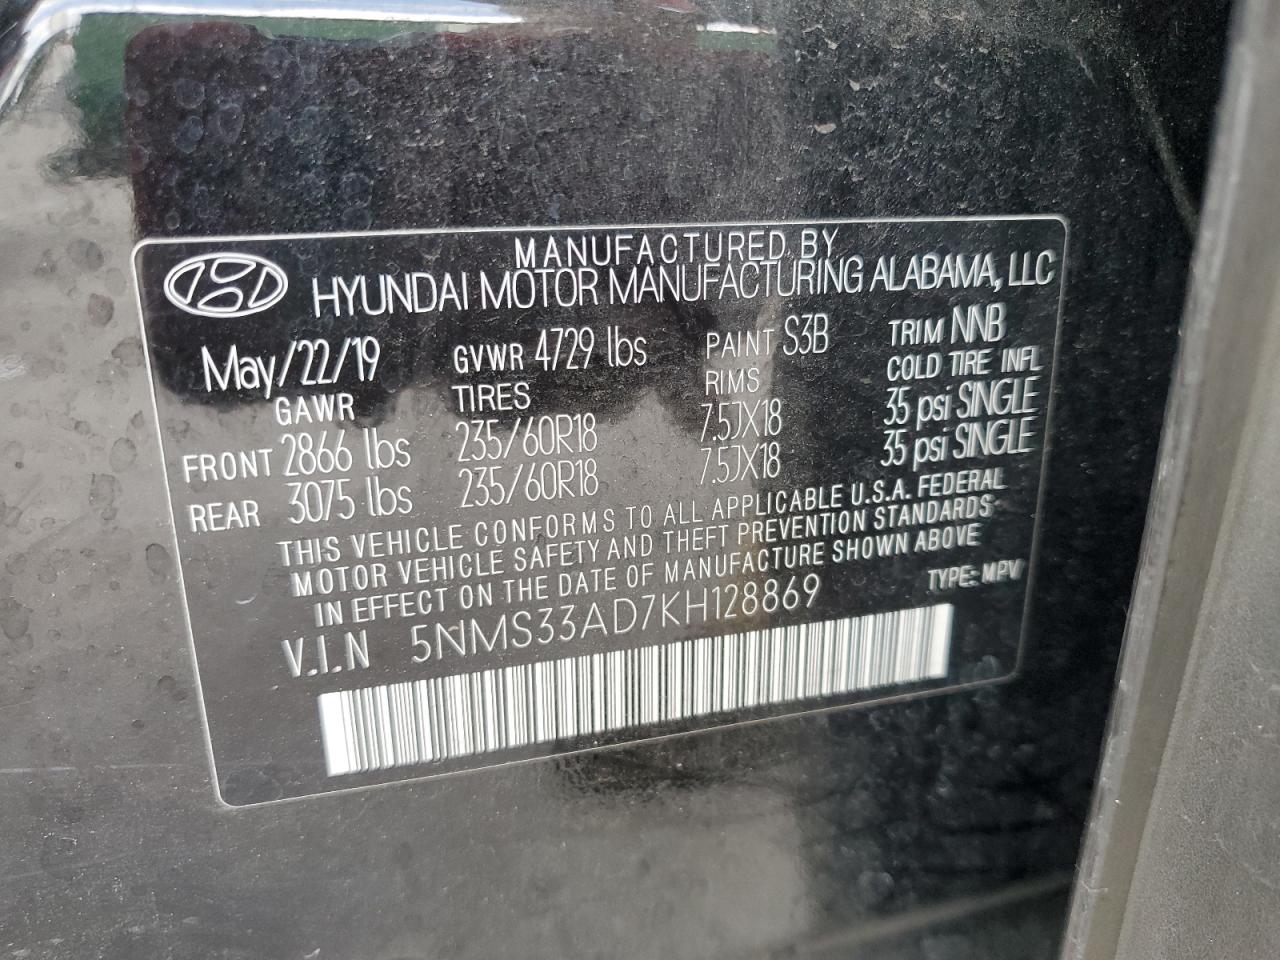 MANUFACTURED BY
HYUNDAI MOTOR MANUFACTURING ALABAMA, LLC
May/22/19 GVWR 4729 lbs PAINT S3B TRIM NNB
GAWR TIRES RIMS COLD TIRE INFL
FRONT 2866 lbs 235/60R18 7.5JX18 35 psi SINGLE
REAR 3075 lbs 235/60R18 7.5JX18 35 psi SINGLE
THIS VEHICLE CONFORMS TO ALL APPLICABLE U.S.A. FEDERAL
MOTOR VEHICLE SAFETY AND THEFT PREVENTION STANDARDS
IN EFFECT ON THE DATE OF MANUFACTURE SHOWN ABOVE
V.I.N 5NMS33AD7KH128869 TYPE: MPV